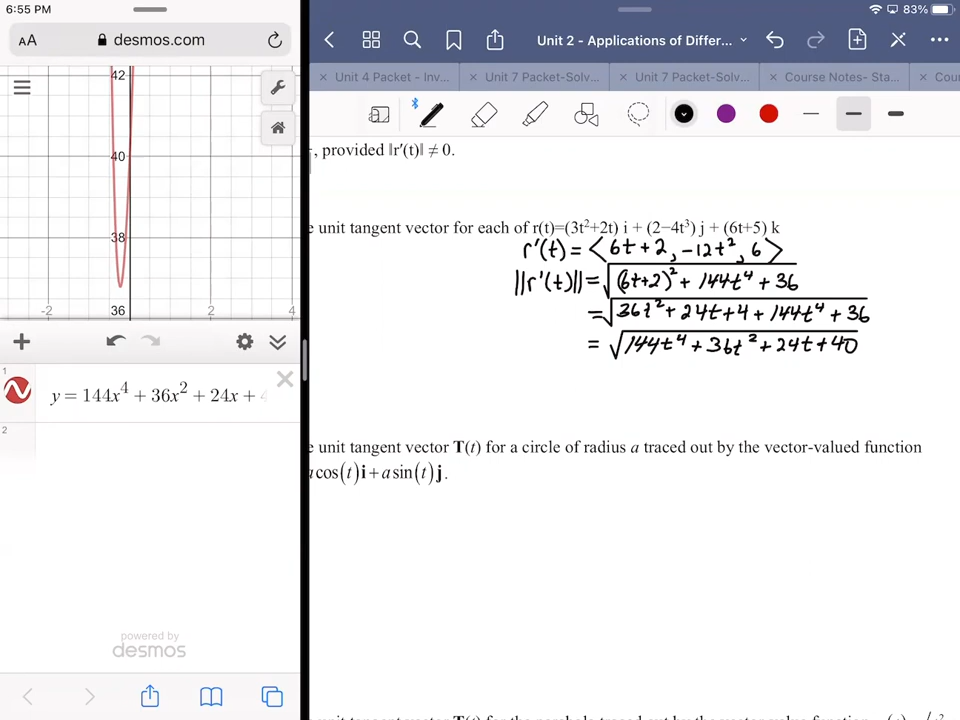 6:55 PM
83%
AA desmos.com
Unit 2 - Applications of Differ...
Unit 4 Packet - Inv...
Unit 7 Packet-Solv...
Unit 7 Packet-Solv...
Course Notes- Sta...
Cou
42
40
38
36
-2
2
4
1
y = 144x⁴ + 36x² + 24x +
2
powered by
desmos
, provided ‖r′(t)‖ ≠ 0.
e unit tangent vector for each of r(t)=(3t²+2t) i + (2−4t³) j + (6t+5) k
r′(t) = <6t+2, -12t², 6>
||r′(t)|| = √(6t+2)² + 144t⁴ + 36
= √36t² + 24t + 4 + 144t⁴ + 36
= √144t⁴ + 36t² + 24t + 40
e unit tangent vector T(t) for a circle of radius a traced out by the vector-valued function
a cos(t)i + a sin(t)j.